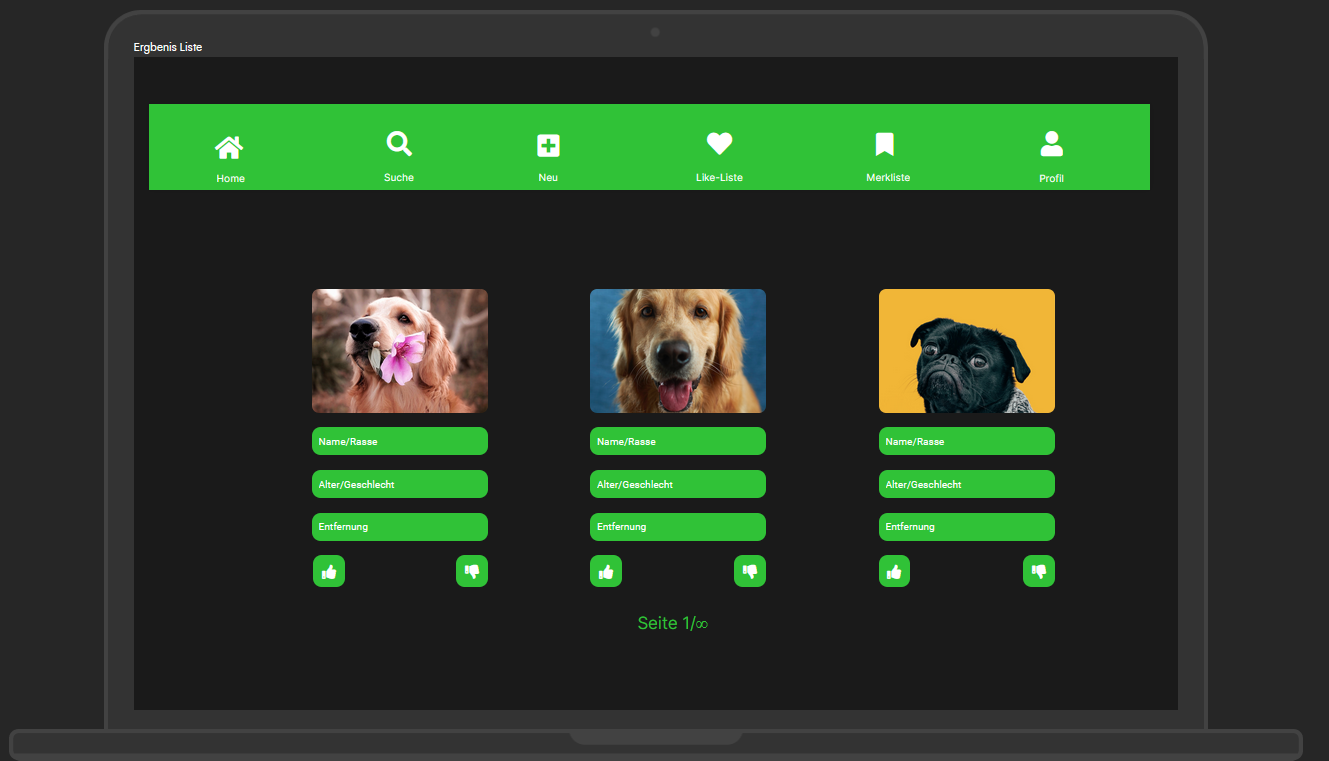 Ergbenis Liste
Home Suche Neu Like-Liste Merkliste Profil
Name/Rasse Name/Rasse Name/Rasse
Alter/Geschlecht Alter/Geschlecht Alter/Geschlecht
Entfernung Entfernung Entfernung
Seite 1/∞